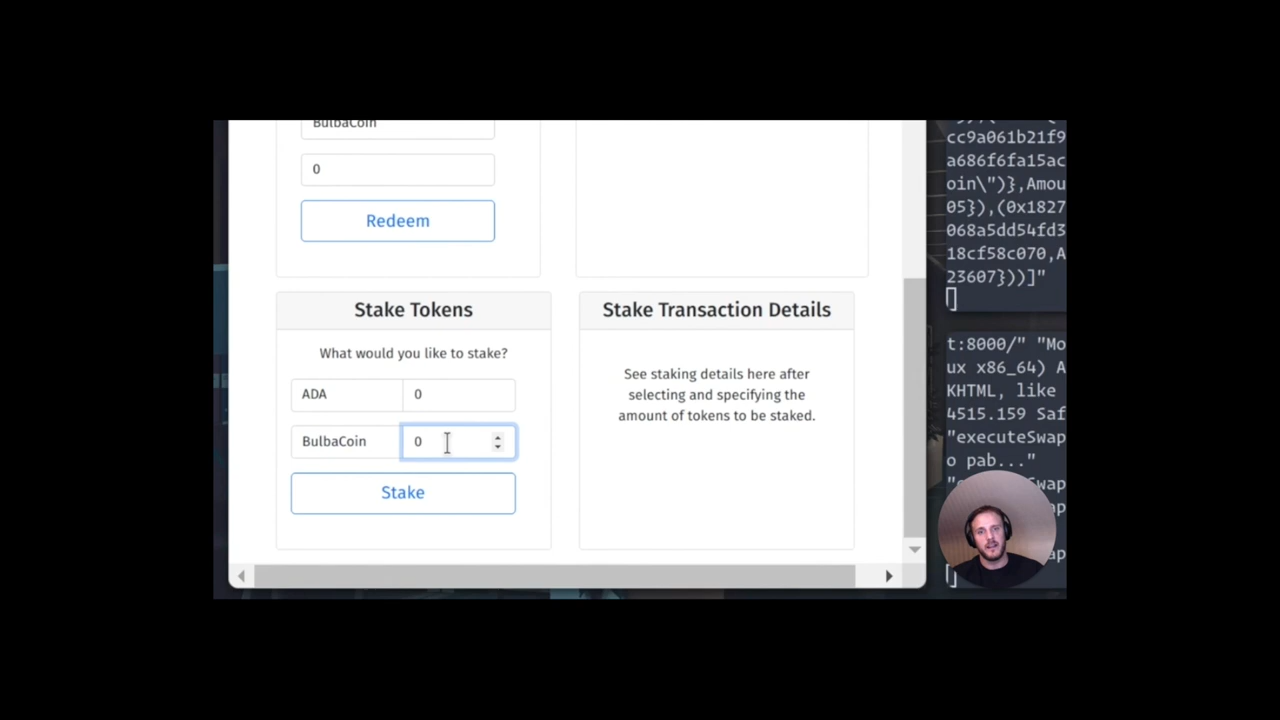 BulbaCoin
0
Redeem
Stake Tokens
What would you like to stake?
ADA
0
BulbaCoin
0
Stake
Stake Transaction Details
See staking details here after
selecting and specifying the
amount of tokens to be staked.
cc9a061b21f9
a686f6fa15ac
oin\")},Amou
05}),(0x1827
068a5dd54fd3
18cf58c070,A
23607}))]"
t:8000/" "Mo
ux x86_64) A
KHTML, like
4515.159 Saf
"executeSwap
o pab..."